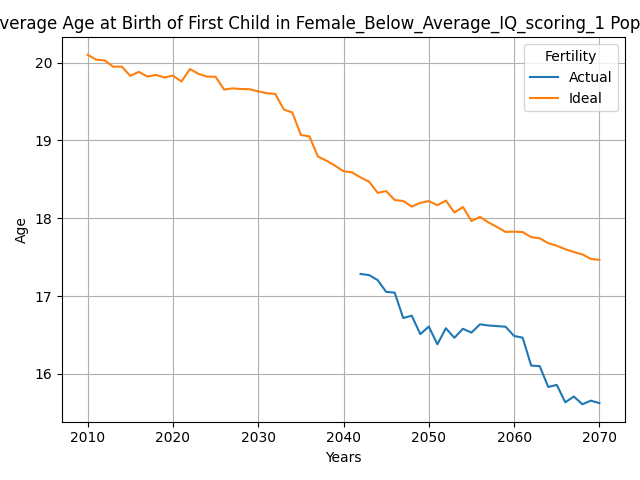 verage Age at Birth of First Child in Female_Below_Average_IQ_scoring_1 Pop
Fertility
Actual
Ideal
20
19
18
17
16
Age
2010
2020
2030
2040
2050
2060
2070
Years